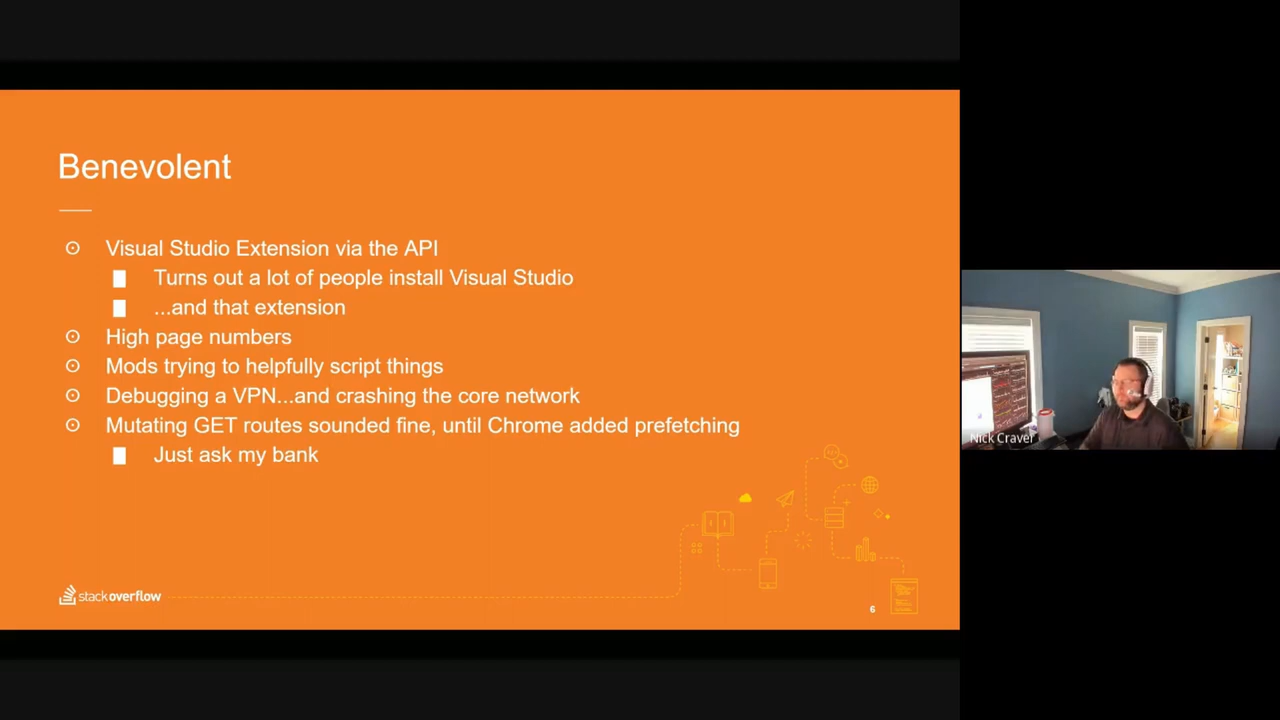 Benevolent
Visual Studio Extension via the API
Turns out a lot of people install Visual Studio
...and that extension
High page numbers
Mods trying to helpfully script things
Debugging a VPN...and crashing the core network
Mutating GET routes sounded fine, until Chrome added prefetching
Just ask my bank
stackoverflow
6
Nick Craver